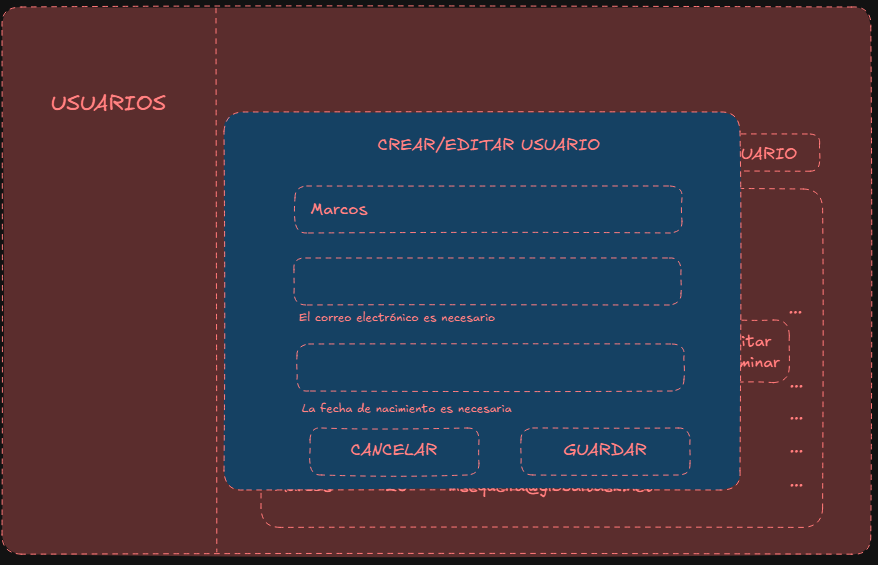 USUARIOS
CREAR/EDITAR USUARIO
UARIO
Marcos
...
El correo electrónico es necesario
itar
minar
...
La fecha de nacimiento es necesaria
...
CANCELAR
GUARDAR
...
...